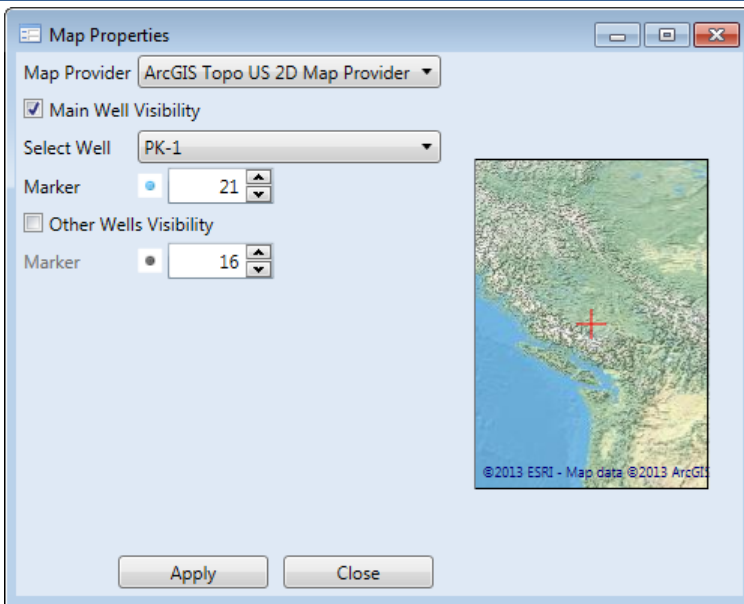 Map Properties
Map Provider ArcGIS Topo US 2D Map Provider
Main Well Visibility
Select Well PK-1
Marker 21
Other Wells Visibility
Marker 16
©2013 ESRI - Map data ©2013 ArcGIS
Apply Close